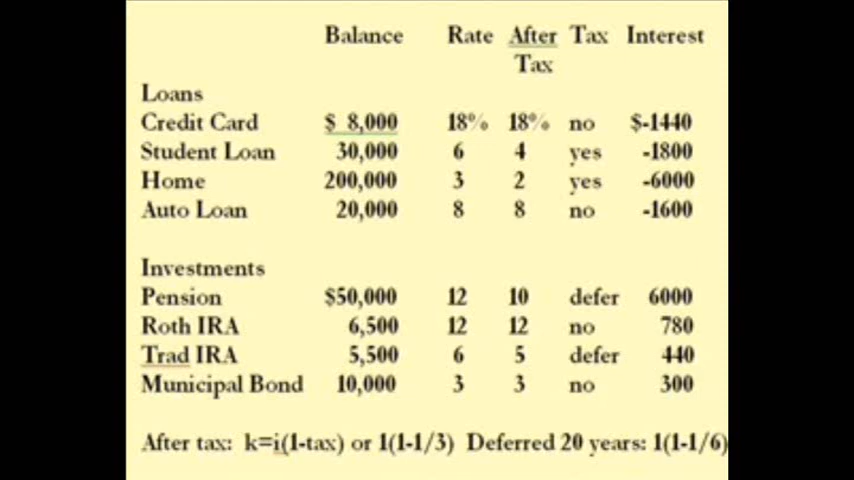 Balance Rate After Tax Tax Interest
Loans
Credit Card $ 8,000 18% 18% no $-1440
Student Loan 30,000 6 4 yes -1800
Home 200,000 3 2 yes -6000
Auto Loan 20,000 8 8 no -1600
Investments
Pension $50,000 12 10 defer 6000
Roth IRA 6,500 12 12 no 780
Trad IRA 5,500 6 5 defer 440
Municipal Bond 10,000 3 3 no 300
After tax: k=i(1-tax) or 1(1-1/3) Deferred 20 years: 1(1-1/6)